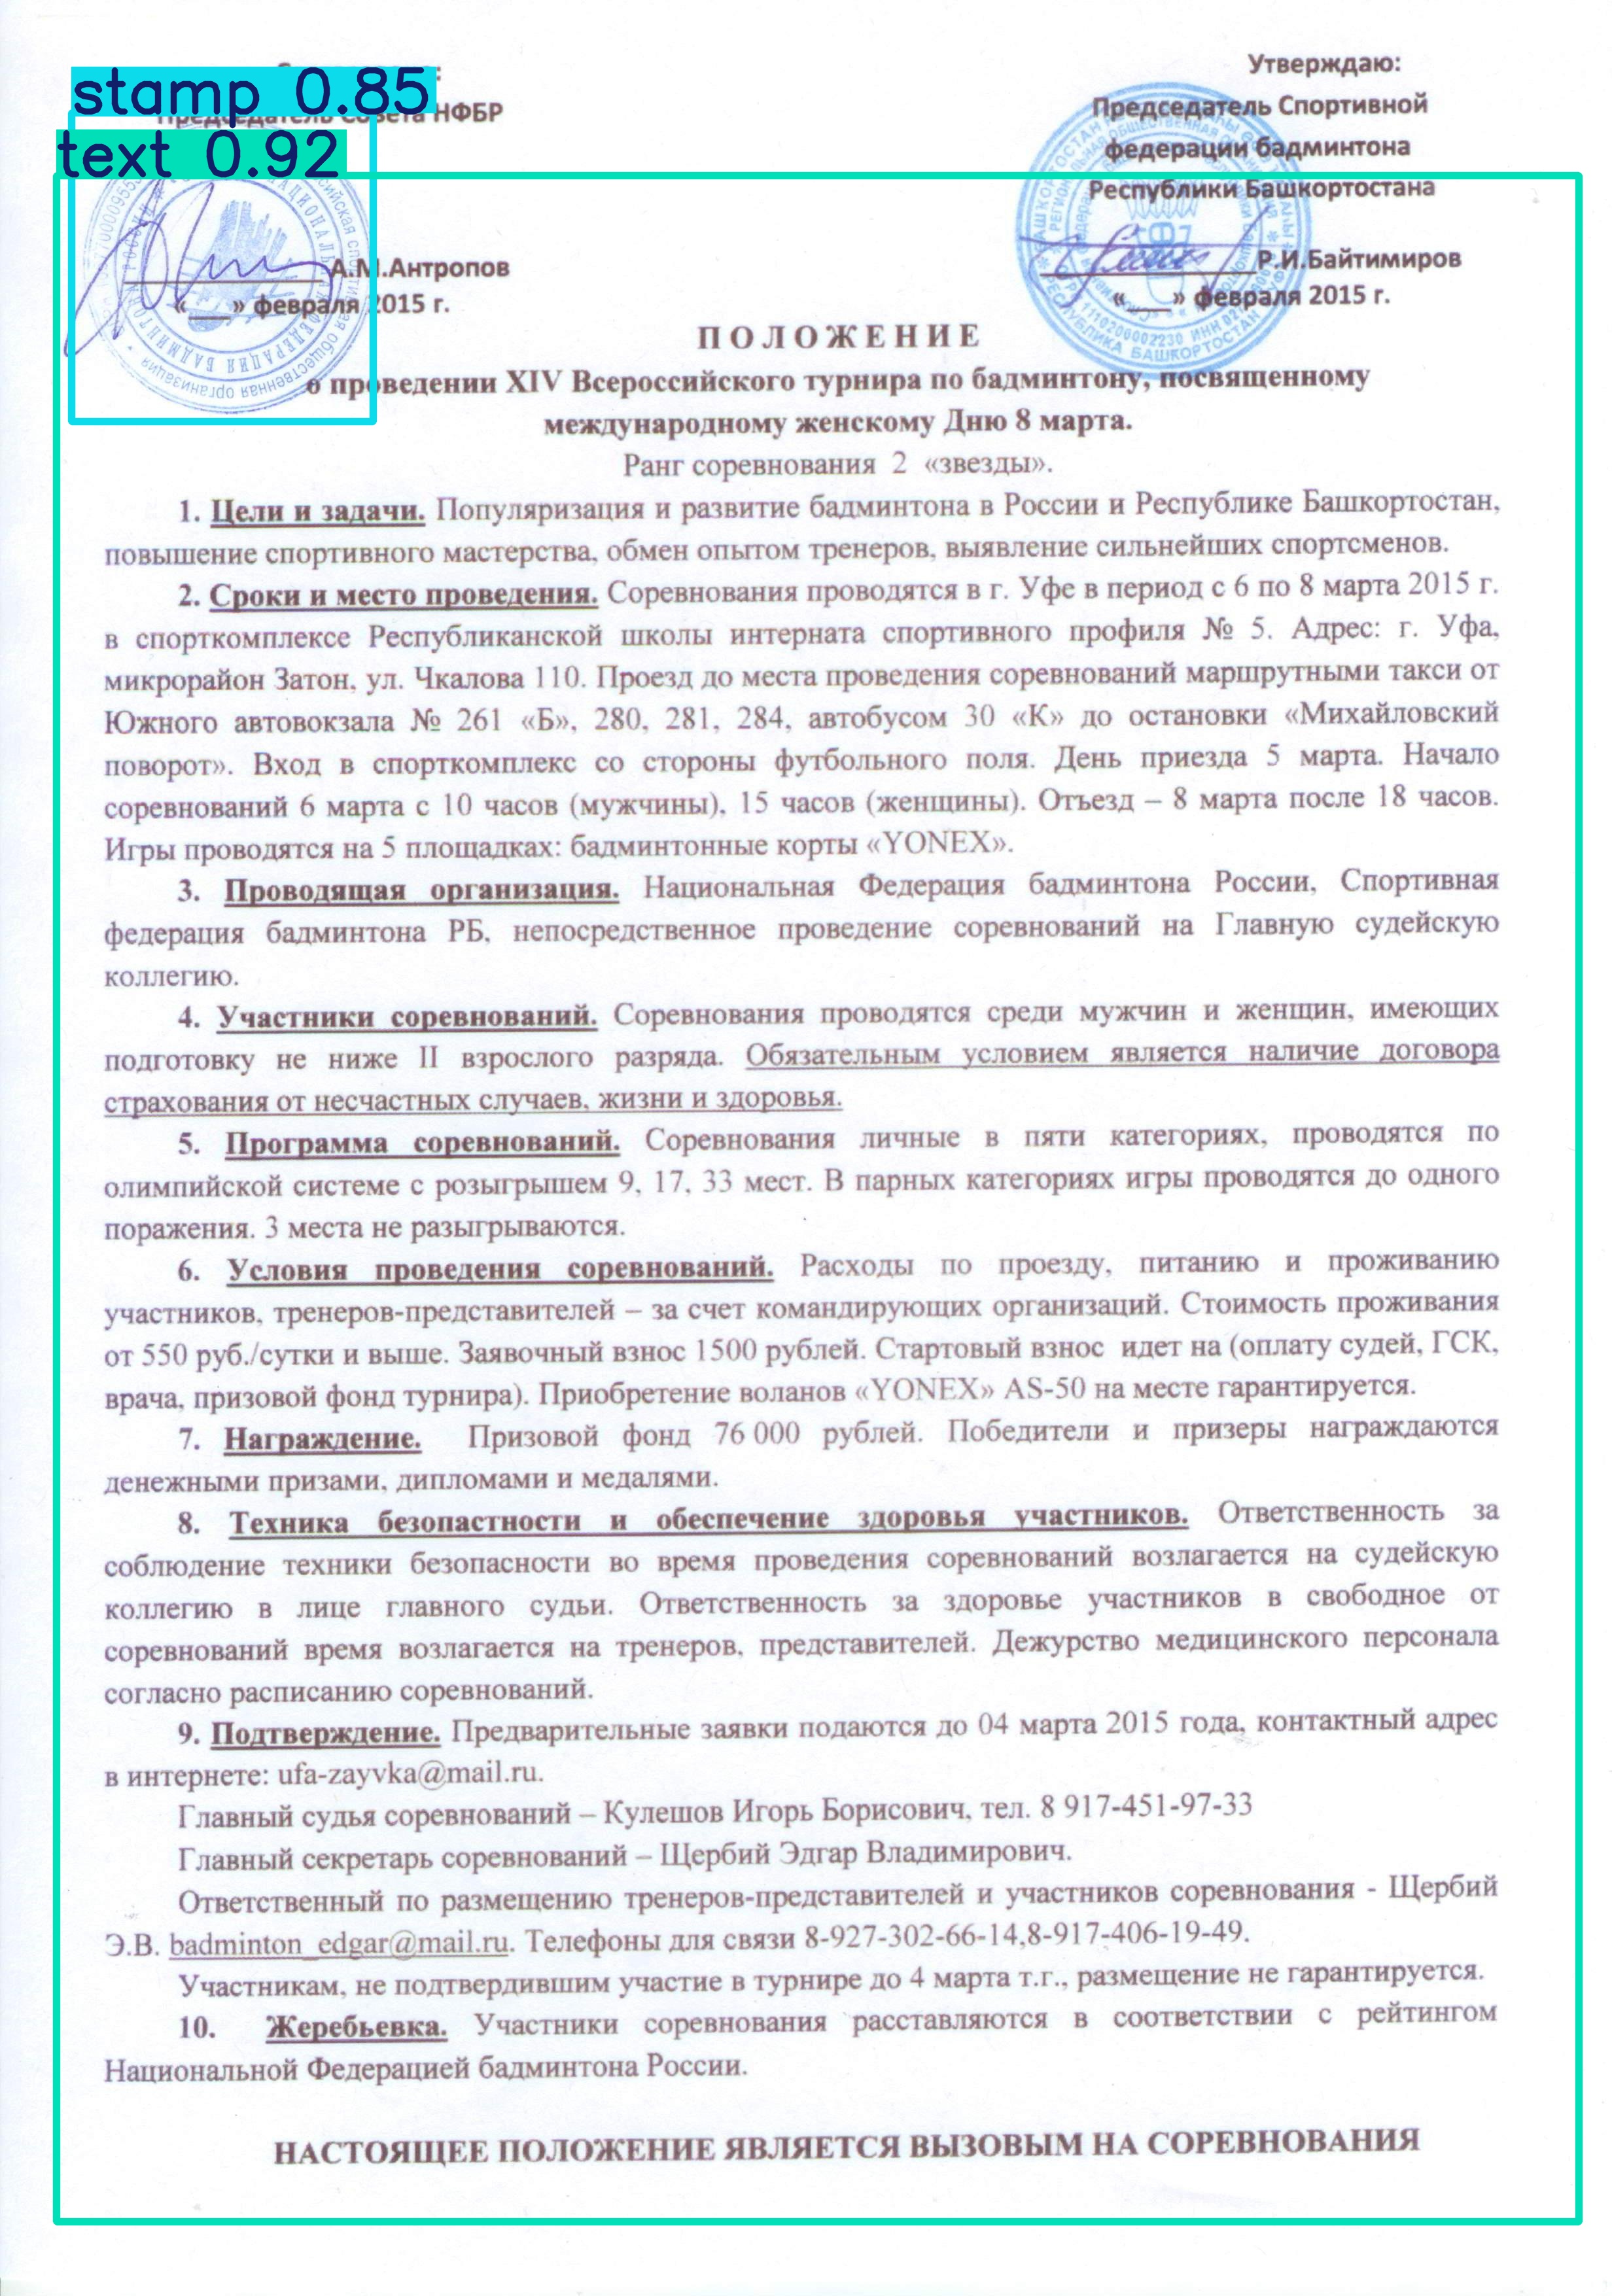 stamp 0.85
text 0.92
НФБР
А.М.Антропов
«___» февраля 2015 г.
Утверждаю:
Председатель Спортивной
федерации бадминтона
Республики Башкортостана
Р.И.Байтимиров
«___» февраля 2015 г.
П О Л О Ж Е Н И Е
о проведении XIV Всероссийского турнира по бадминтону, посвященному
международному женскому Дню 8 марта.
Ранг соревнования 2 «звезды».
1. Цели и задачи. Популяризация и развитие бадминтона в России и Республике Башкортостан,
повышение спортивного мастерства, обмен опытом тренеров, выявление сильнейших спортсменов.
2. Сроки и место проведения. Соревнования проводятся в г. Уфе в период с 6 по 8 марта 2015 г.
в спорткомплексе Республиканской школы интерната спортивного профиля № 5. Адрес: г. Уфа,
микрорайон Затон, ул. Чкалова 110. Проезд до места проведения соревнований маршрутными такси от
Южного автовокзала № 261 «Б», 280, 281, 284, автобусом 30 «К» до остановки «Михайловский
поворот». Вход в спорткомплекс со стороны футбольного поля. День приезда 5 марта. Начало
соревнований 6 марта с 10 часов (мужчины), 15 часов (женщины). Отъезд – 8 марта после 18 часов.
Игры проводятся на 5 площадках: бадминтонные корты «YONEX».
3. Проводящая организация. Национальная Федерация бадминтона России, Спортивная
федерация бадминтона РБ, непосредственное проведение соревнований на Главную судейскую
коллегию.
4. Участники соревнований. Соревнования проводятся среди мужчин и женщин, имеющих
подготовку не ниже II взрослого разряда. Обязательным условием является наличие договора
страхования от несчастных случаев, жизни и здоровья.
5. Программа соревнований. Соревнования личные в пяти категориях, проводятся по
олимпийской системе с розыгрышем 9, 17, 33 мест. В парных категориях игры проводятся до одного
поражения. 3 места не разыгрываются.
6. Условия проведения соревнований. Расходы по проезду, питанию и проживанию
участников, тренеров-представителей – за счет командирующих организаций. Стоимость проживания
от 550 руб./сутки и выше. Заявочный взнос 1500 рублей. Стартовый взнос идет на (оплату судей, ГСК,
врача, призовой фонд турнира). Приобретение воланов «YONEX» AS-50 на месте гарантируется.
7. Награждение. Призовой фонд 76 000 рублей. Победители и призеры награждаются
денежными призами, дипломами и медалями.
8. Техника безопастности и обеспечение здоровья участников. Ответственность за
соблюдение техники безопасности во время проведения соревнований возлагается на судейскую
коллегию в лице главного судьи. Ответственность за здоровье участников в свободное от
соревнований время возлагается на тренеров, представителей. Дежурство медицинского персонала
согласно расписанию соревнований.
9. Подтверждение. Предварительные заявки подаются до 04 марта 2015 года, контактный адрес
в интернете: ufa-zayvka@mail.ru.
Главный судья соревнований – Кулешов Игорь Борисович, тел. 8 917-451-97-33
Главный секретарь соревнований – Щербий Эдгар Владимирович.
Ответственный по размещению тренеров-представителей и участников соревнования - Щербий
Э.В. badminton_edgar@mail.ru. Телефоны для связи 8-927-302-66-14,8-917-406-19-49.
Участникам, не подтвердившим участие в турнире до 4 марта т.г., размещение не гарантируется.
10. Жеребьевка. Участники соревнования расставляются в соответствии с рейтингом
Национальной Федерацией бадминтона России.
НАСТОЯЩЕЕ ПОЛОЖЕНИЕ ЯВЛЯЕТСЯ ВЫЗОВЫМ НА СОРЕВНОВАНИЯ